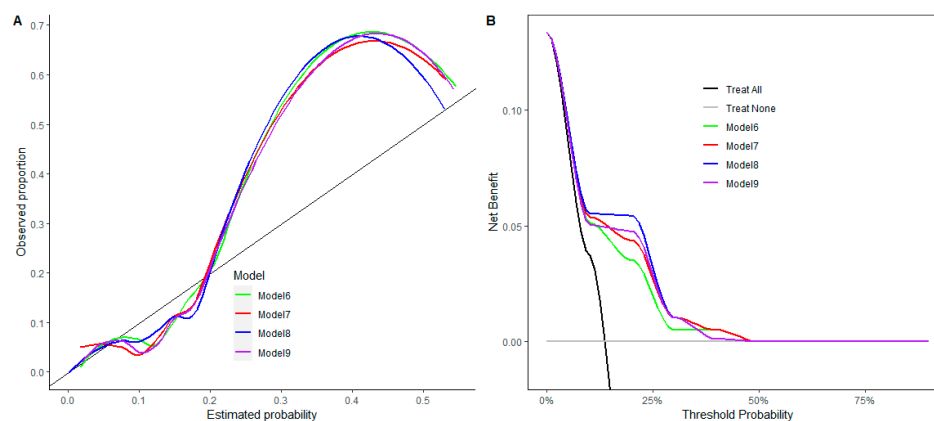 A
Observed proportion
0.7
0.6
0.5
0.4
0.3
0.2
0.1
0.0
Model
Model6
Model7
Model8
Model9
0.0 0.1 0.2 0.3 0.4 0.5
Estimated probability
B
Net Benefit
0.10
0.05
0.00
Treat All
Treat None
Model6
Model7
Model8
Model9
0% 25% 50% 75%
Threshold Probability